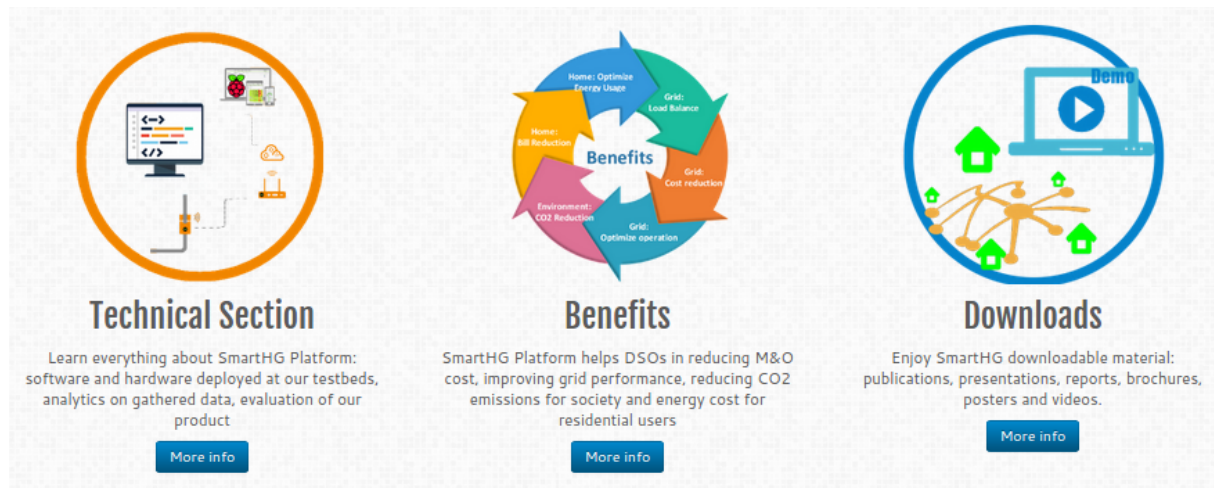 <-->
</>
Technical Section
Learn everything about SmartHG Platform:
software and hardware deployed at our testbeds,
analytics on gathered data, evaluation of our
product
More info
Home: Optimize
Energy Usage
Grid:
Load Balance
Grid:
Cost reduction
Grid:
Optimize operation
Environment:
CO2 Reduction
Home:
Bill Reduction
Benefits
Benefits
SmartHG Platform helps DSOs in reducing M&O
cost, improving grid performance, reducing CO2
emissions for society and energy cost for
residential users
More info
Demo
Downloads
Enjoy SmartHG downloadable material:
publications, presentations, reports, brochures,
posters and videos.
More info